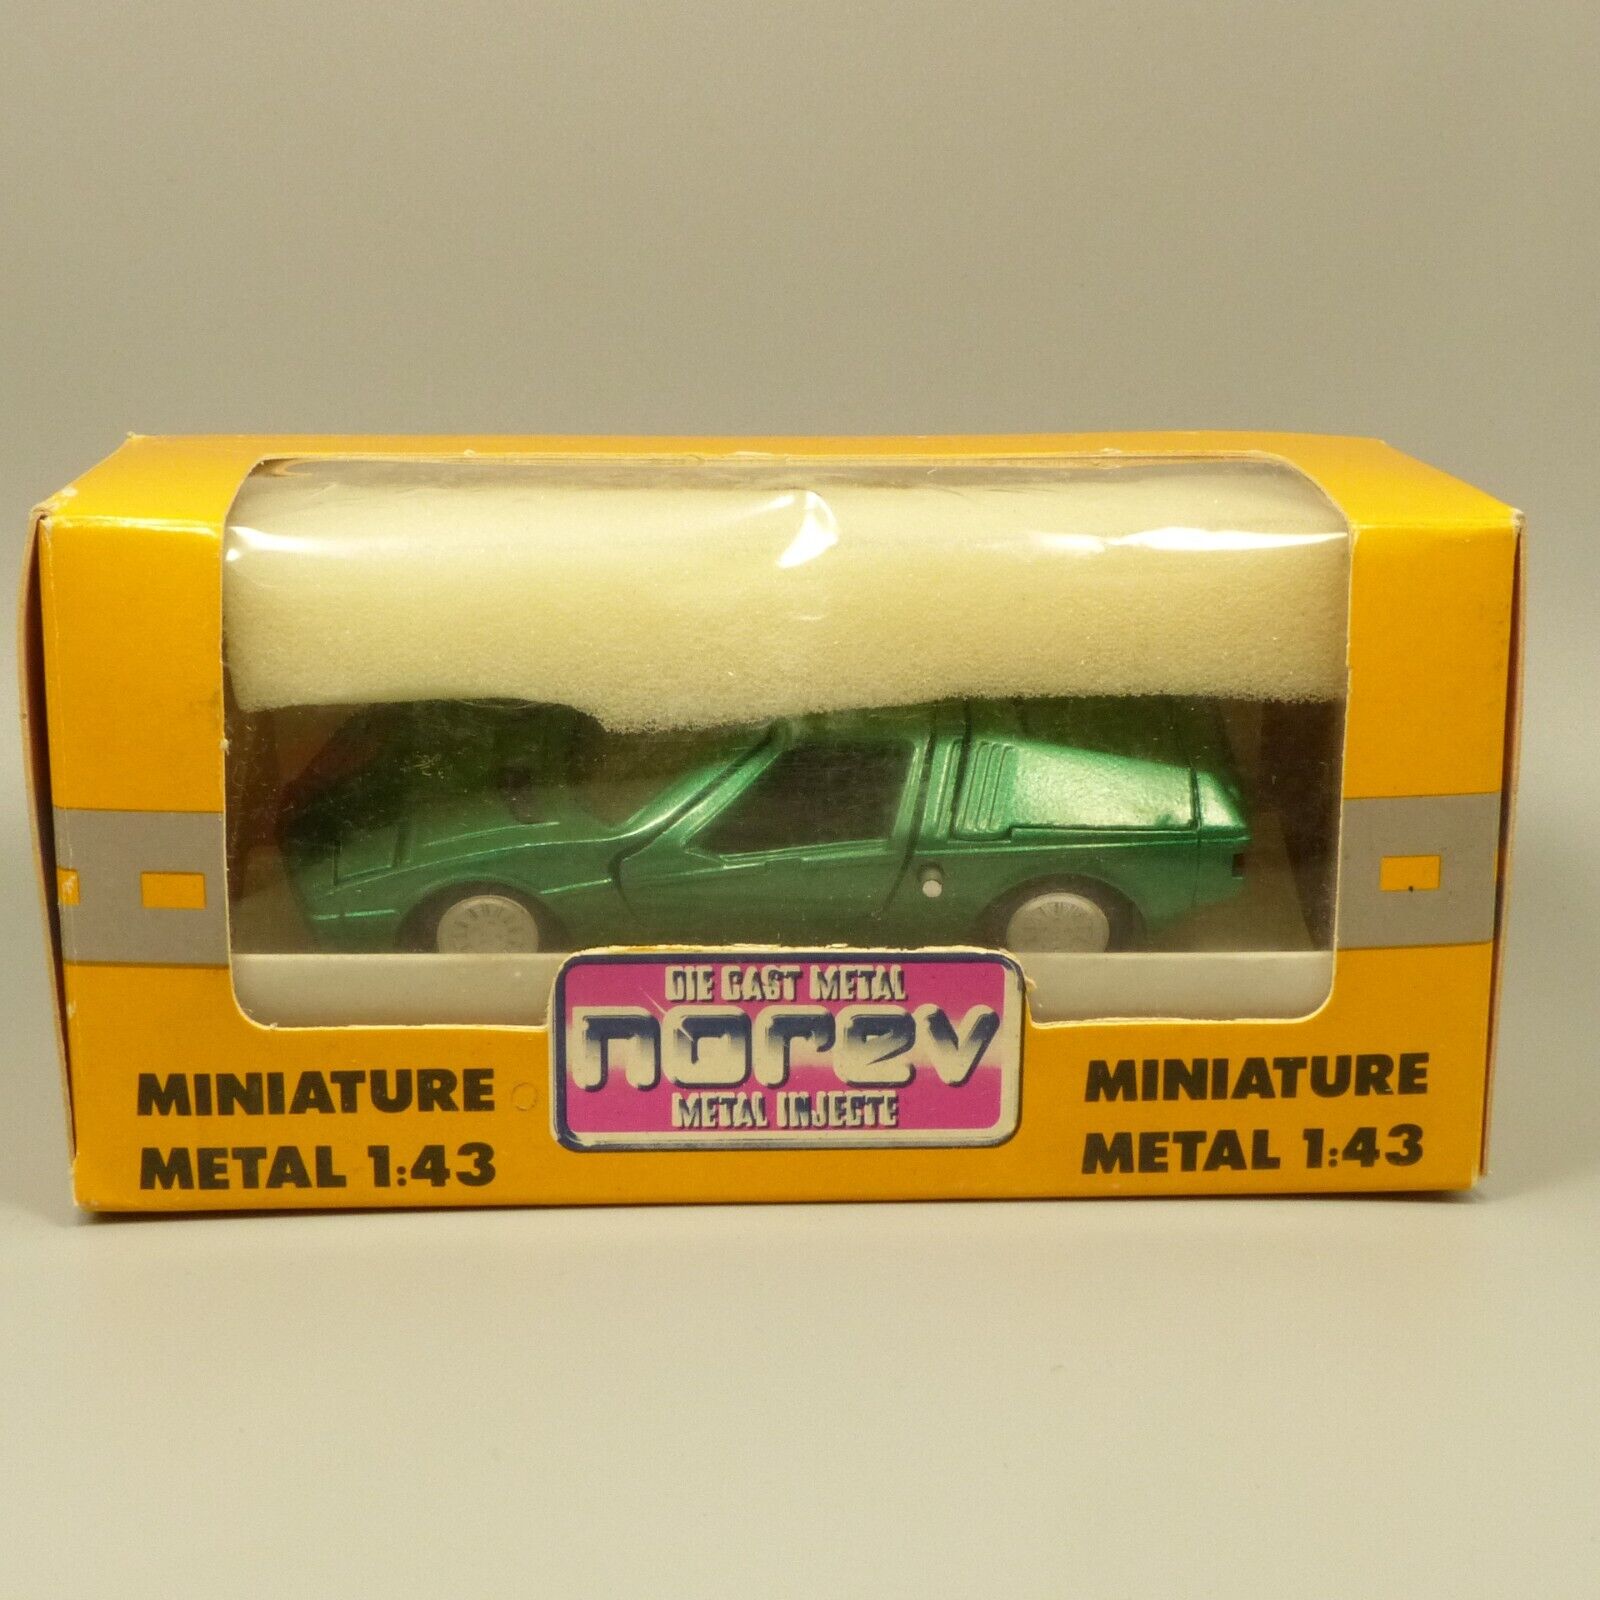 DIE CAST METAL
norev
METAL INJECTE
MINIATURE
METAL 1:43
MINIATURE
METAL 1:43